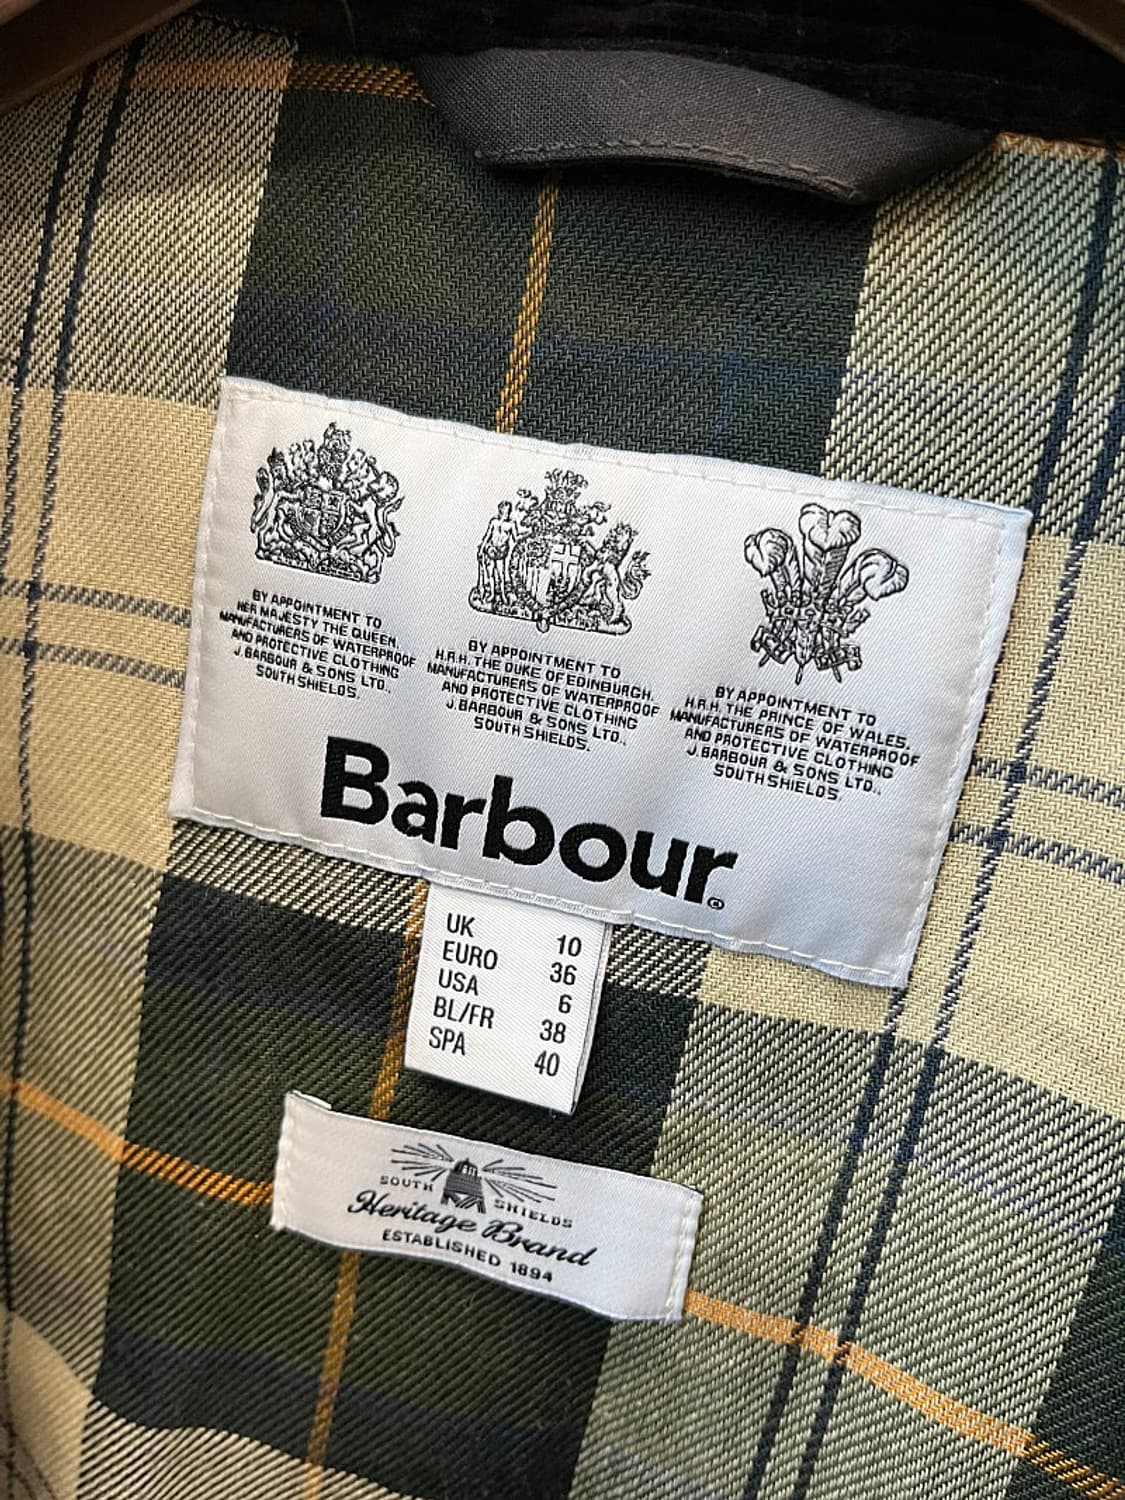 BY APPOINTMENT TO
HER MAJESTY THE QUEEN,
MANUFACTURERS OF WATERPROOF
AND PROTECTIVE CLOTHING
J. BARBOUR & SONS LTD.,
SOUTH SHIELDS.
BY APPOINTMENT TO
H.R.H. THE DUKE OF EDINBURGH,
MANUFACTURERS OF WATERPROOF
AND PROTECTIVE CLOTHING
J. BARBOUR & SONS LTD.,
SOUTH SHIELDS.
BY APPOINTMENT TO
H.R.H. THE PRINCE OF WALES,
MANUFACTURERS OF WATERPROOF
AND PROTECTIVE CLOTHING
J. BARBOUR & SONS LTD.,
SOUTH SHIELDS.
Barbour®
UK 10
EURO 36
USA 6
BL/FR 38
SPA 40
SOUTH SHIELDS
Heritage Brand
ESTABLISHED 1894